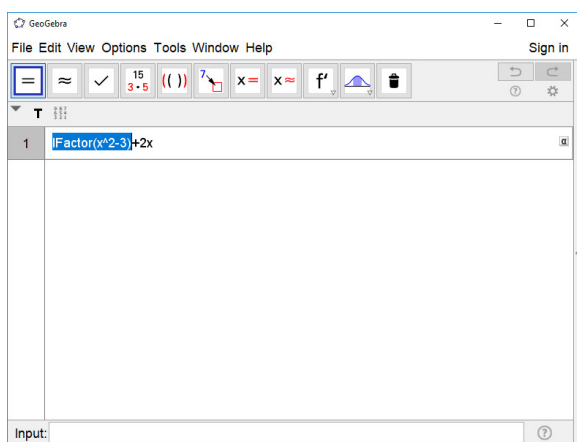 GeoGebra
File Edit View Options Tools Window Help Sign in
= ≈ ✓ 15 3·5 (( )) 7 x= x≈ f'
T
1 IFactor(x^2-3)+2x α
Input: